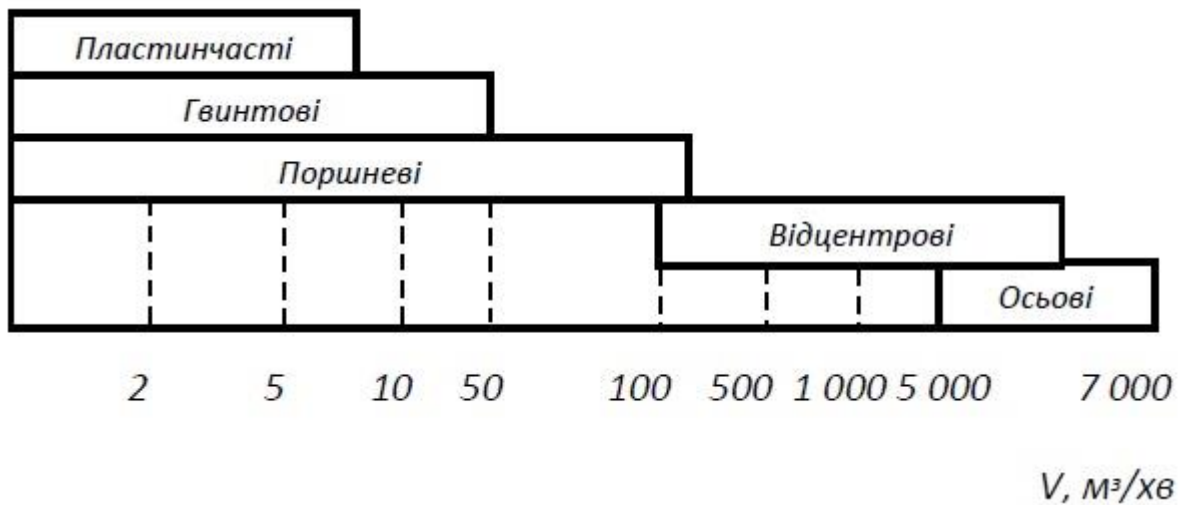 Пластинчасті
Гвинтові
Поршневі
Відцентрові
Осьові
2 5 10 50 100 500 1 000 5 000 7 000
V, м³/хв